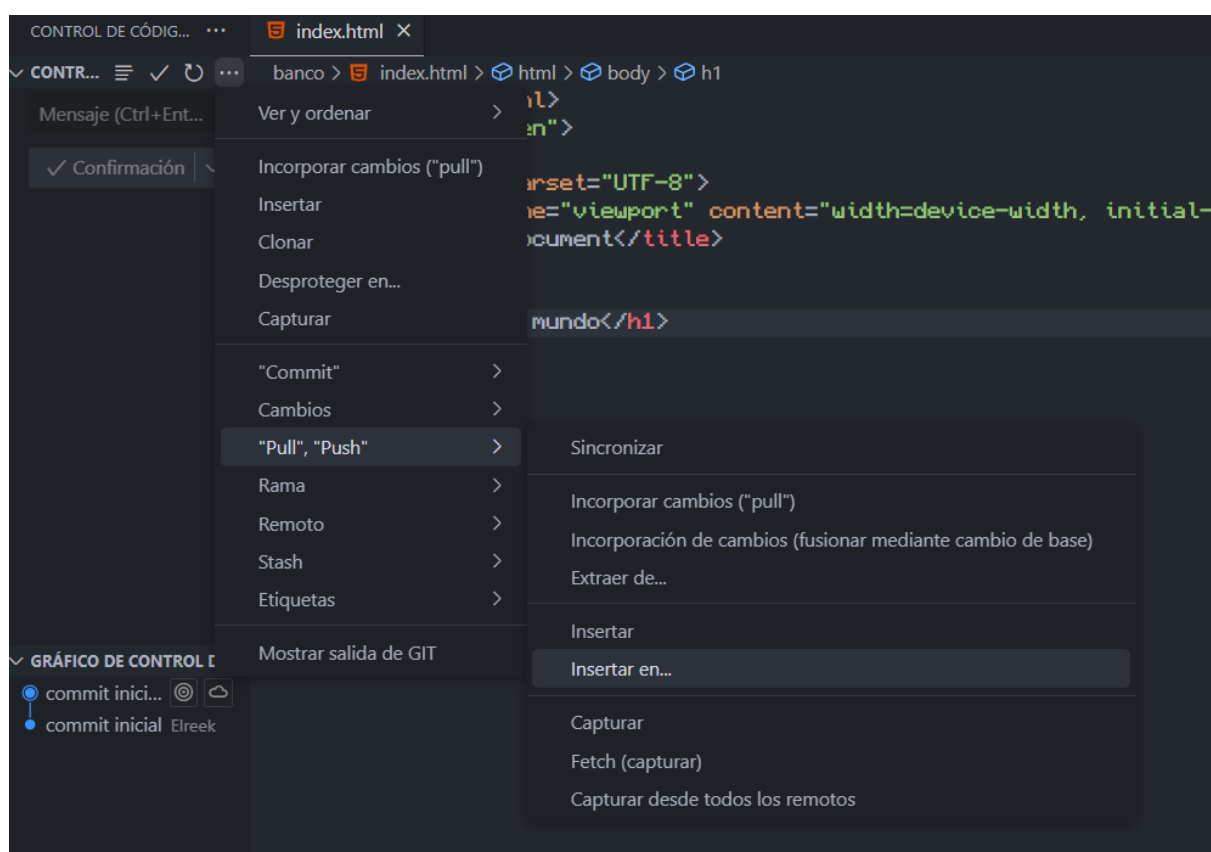 CONTROL DE CÓDIG... ···
index.html ×
CONTR... ···
banco > index.html > html > body > h1
Mensaje (Ctrl+Ent...
Confirmación
Ver y ordenar
Incorporar cambios ("pull")
Insertar
Clonar
Desproteger en...
Capturar
"Commit"
Cambios
"Pull", "Push"
Rama
Remoto
Stash
Etiquetas
Mostrar salida de GIT
l>
en">
arset="UTF-8">
me="viewport" content="width=device-width, initial-
ocument</title>
mundo</h1>
Sincronizar
Incorporar cambios ("pull")
Incorporación de cambios (fusionar mediante cambio de base)
Extraer de...
Insertar
Insertar en...
Capturar
Fetch (capturar)
Capturar desde todos los remotos
GRÁFICO DE CONTROL D
commit inici...
commit inicial Elreek